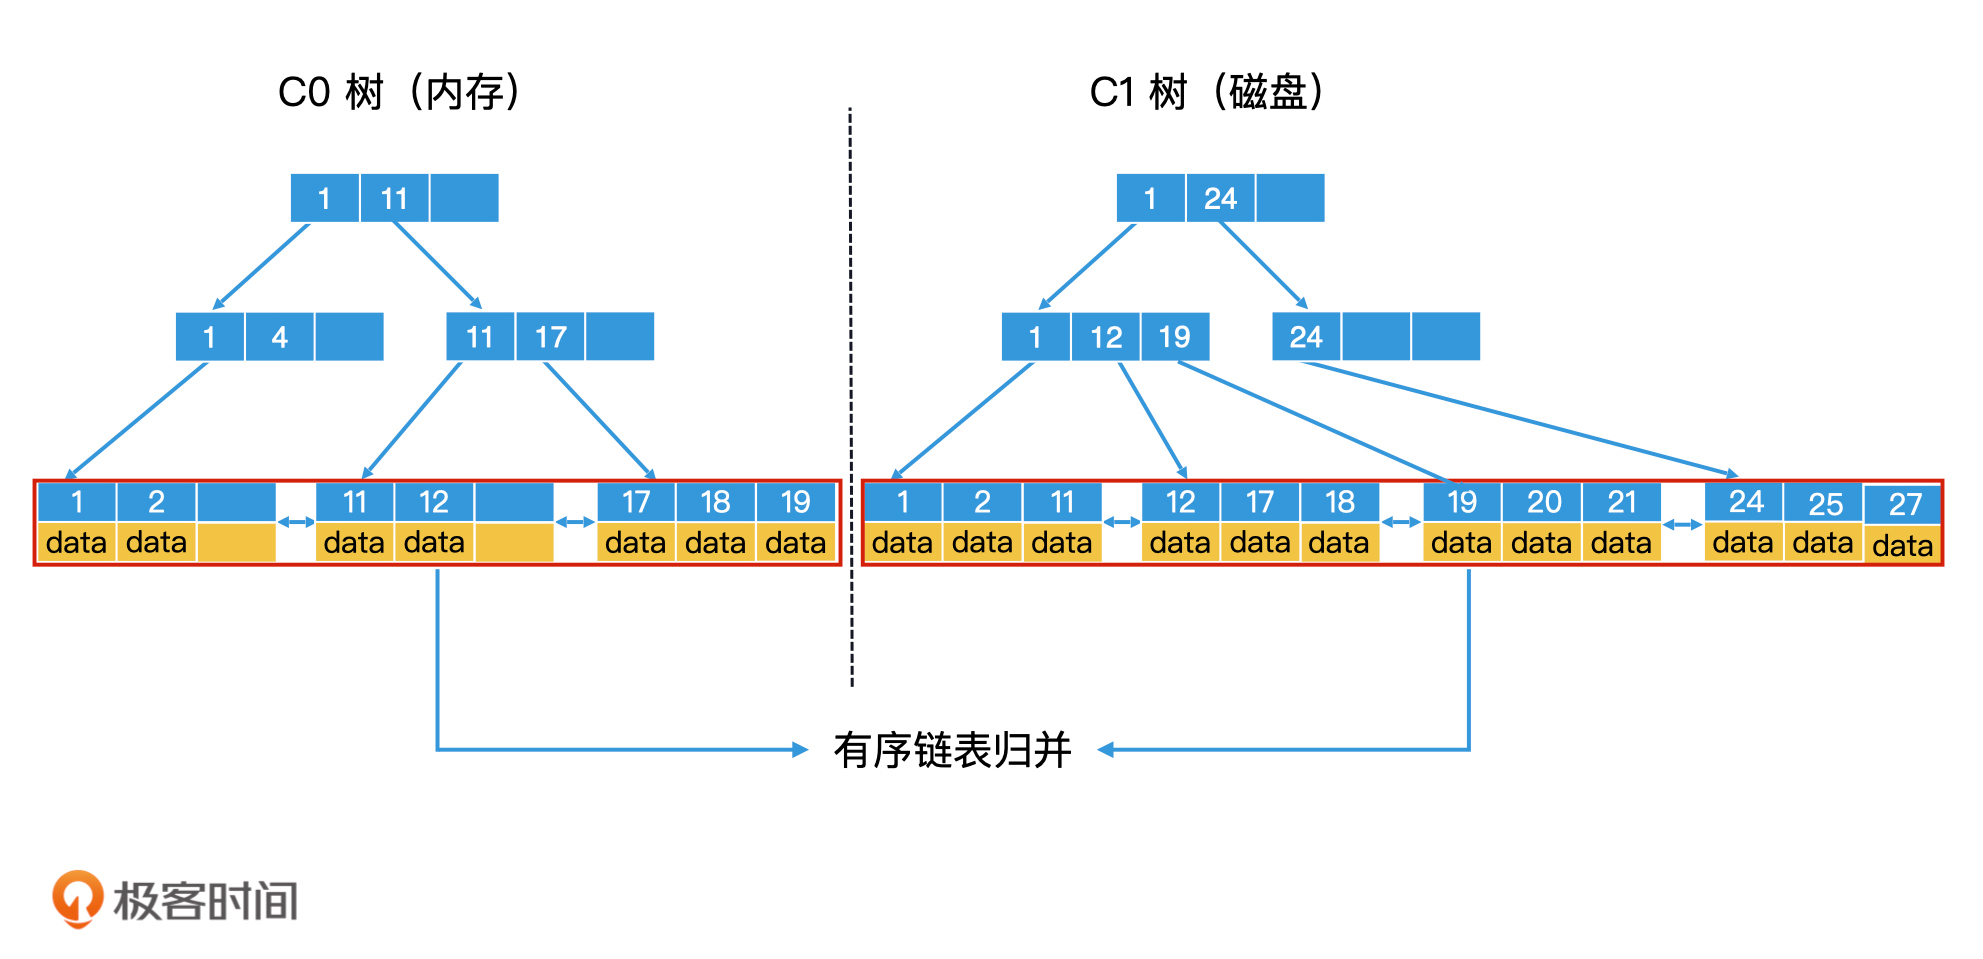 C0 树（内存）
C1 树（磁盘）
1 11
1 24
1 4
11 17
1 12 19
24
1 2
11 12
17 18 19
1 2 11
12 17 18
19 20 21
24 25 27
data data
data data
data data data
data data data
data data data
data data data
data data data
有序链表归并
极客时间